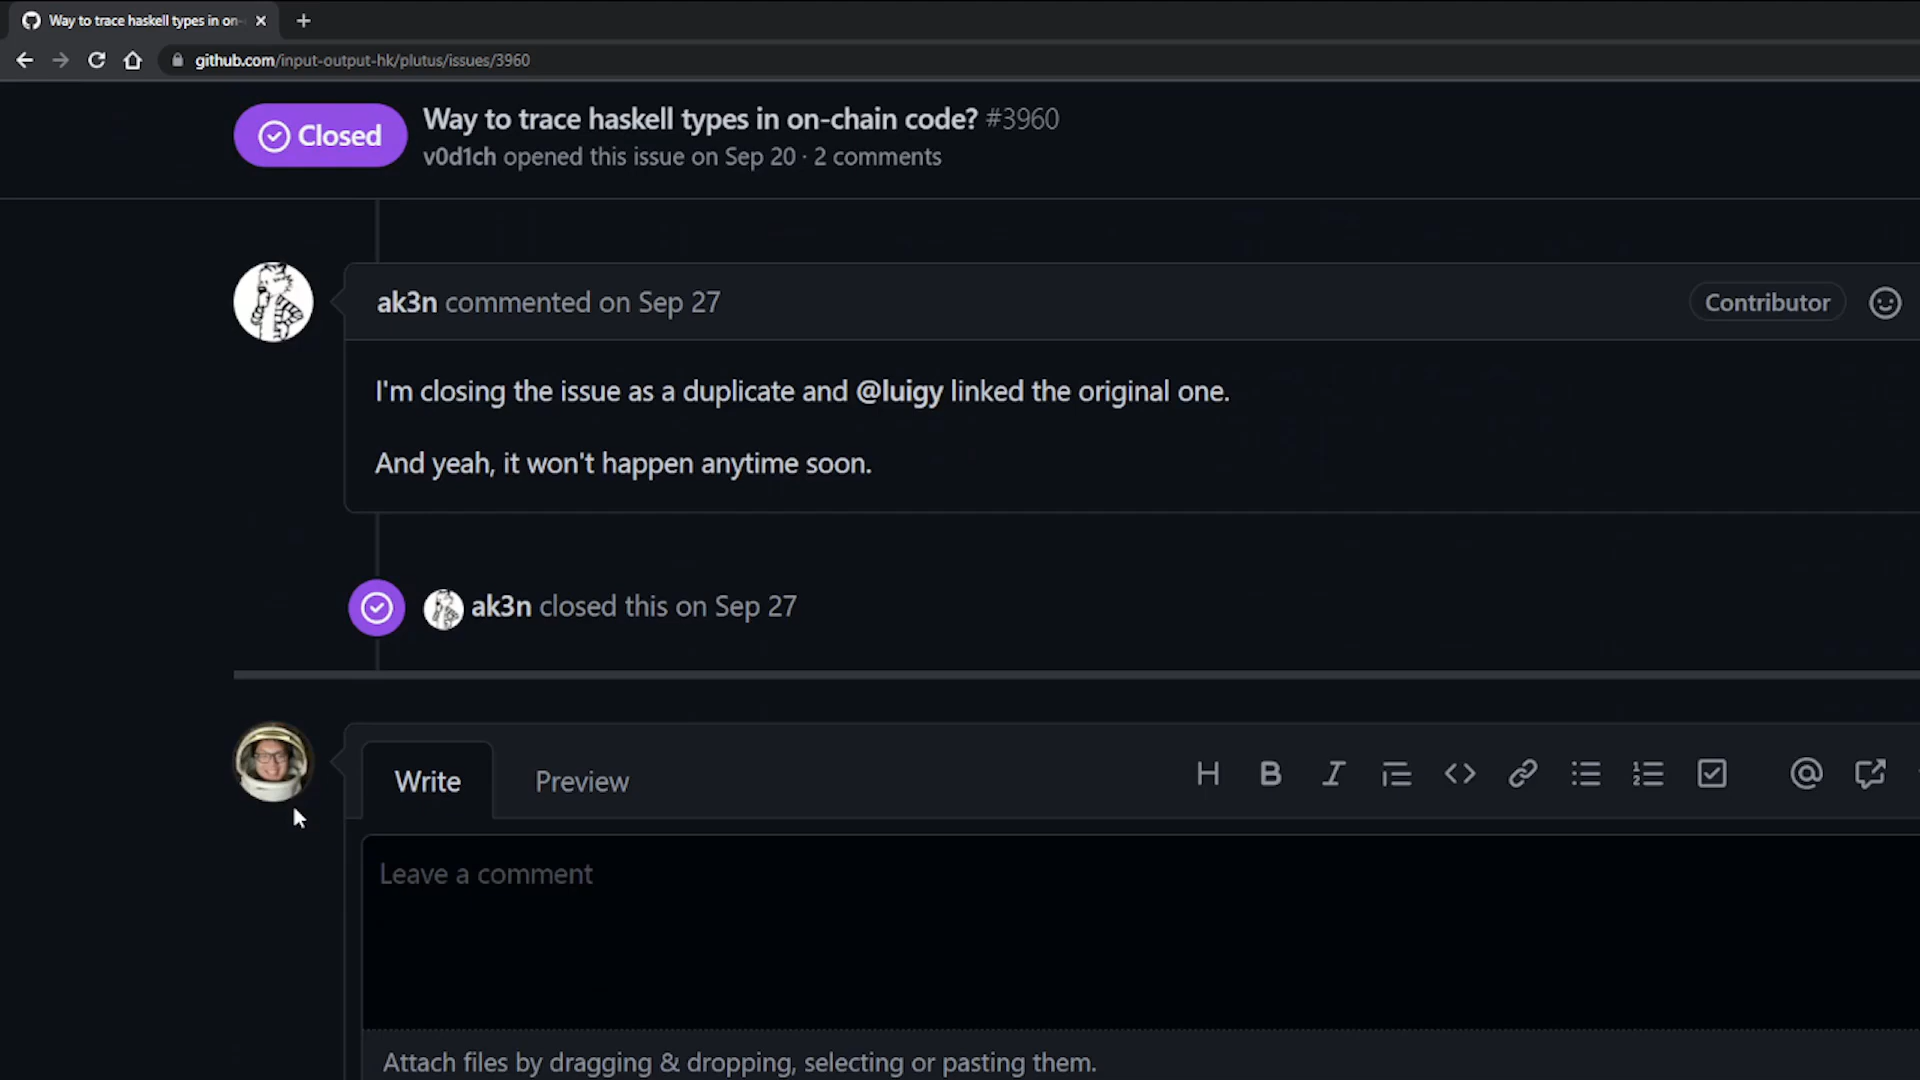 Way to trace haskell types in on-
github.com/input-output-hk/plutus/issues/3960
Closed
Way to trace haskell types in on-chain code? #3960
v0d1ch opened this issue on Sep 20 · 2 comments
ak3n commented on Sep 27
Contributor
I'm closing the issue as a duplicate and @luigy linked the original one.
And yeah, it won't happen anytime soon.
ak3n closed this on Sep 27
Write
Preview
Leave a comment
Attach files by dragging & dropping, selecting or pasting them.